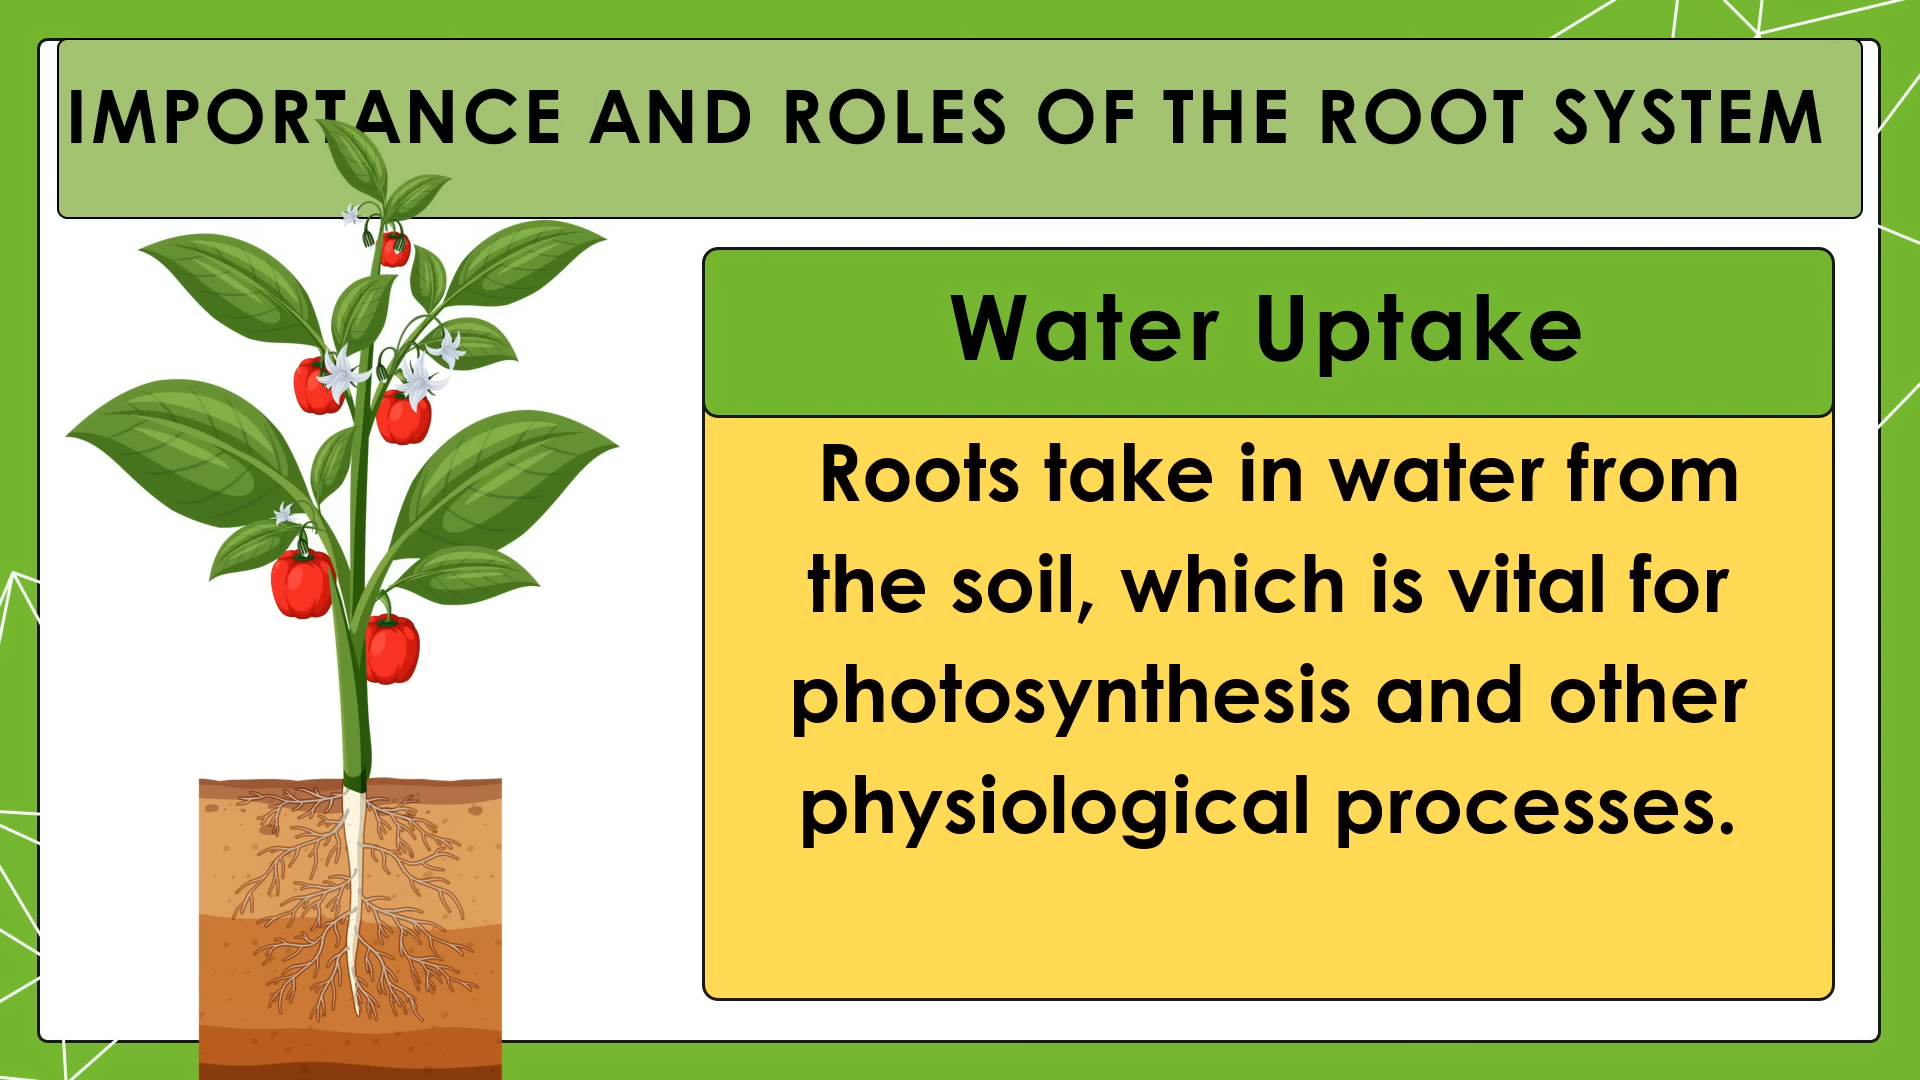 IMPORTANCE AND ROLES OF THE ROOT SYSTEM
Water Uptake
Roots take in water from
the soil, which is vital for
photosynthesis and other
physiological processes.